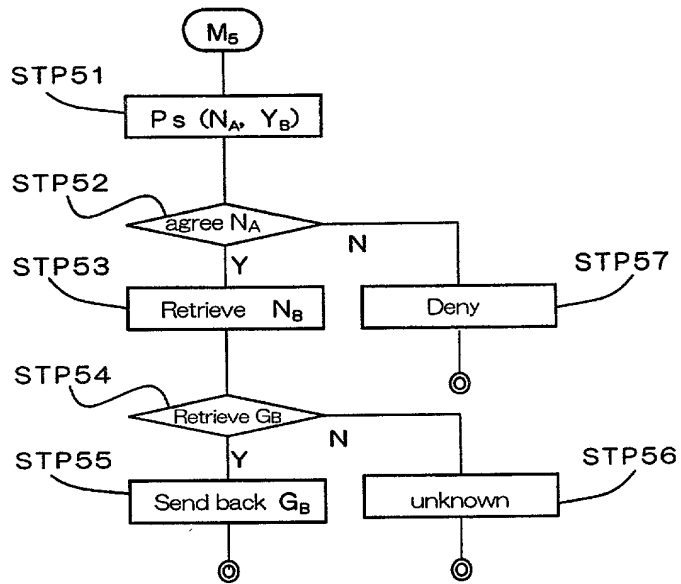 M5
STP51
Ps (NA, YB)
STP52
agree NA
N
Y
STP53
STP57
Retrieve NB
Deny
STP54
Retrieve GB
N
Y
STP55
STP56
Send back GB
unknown